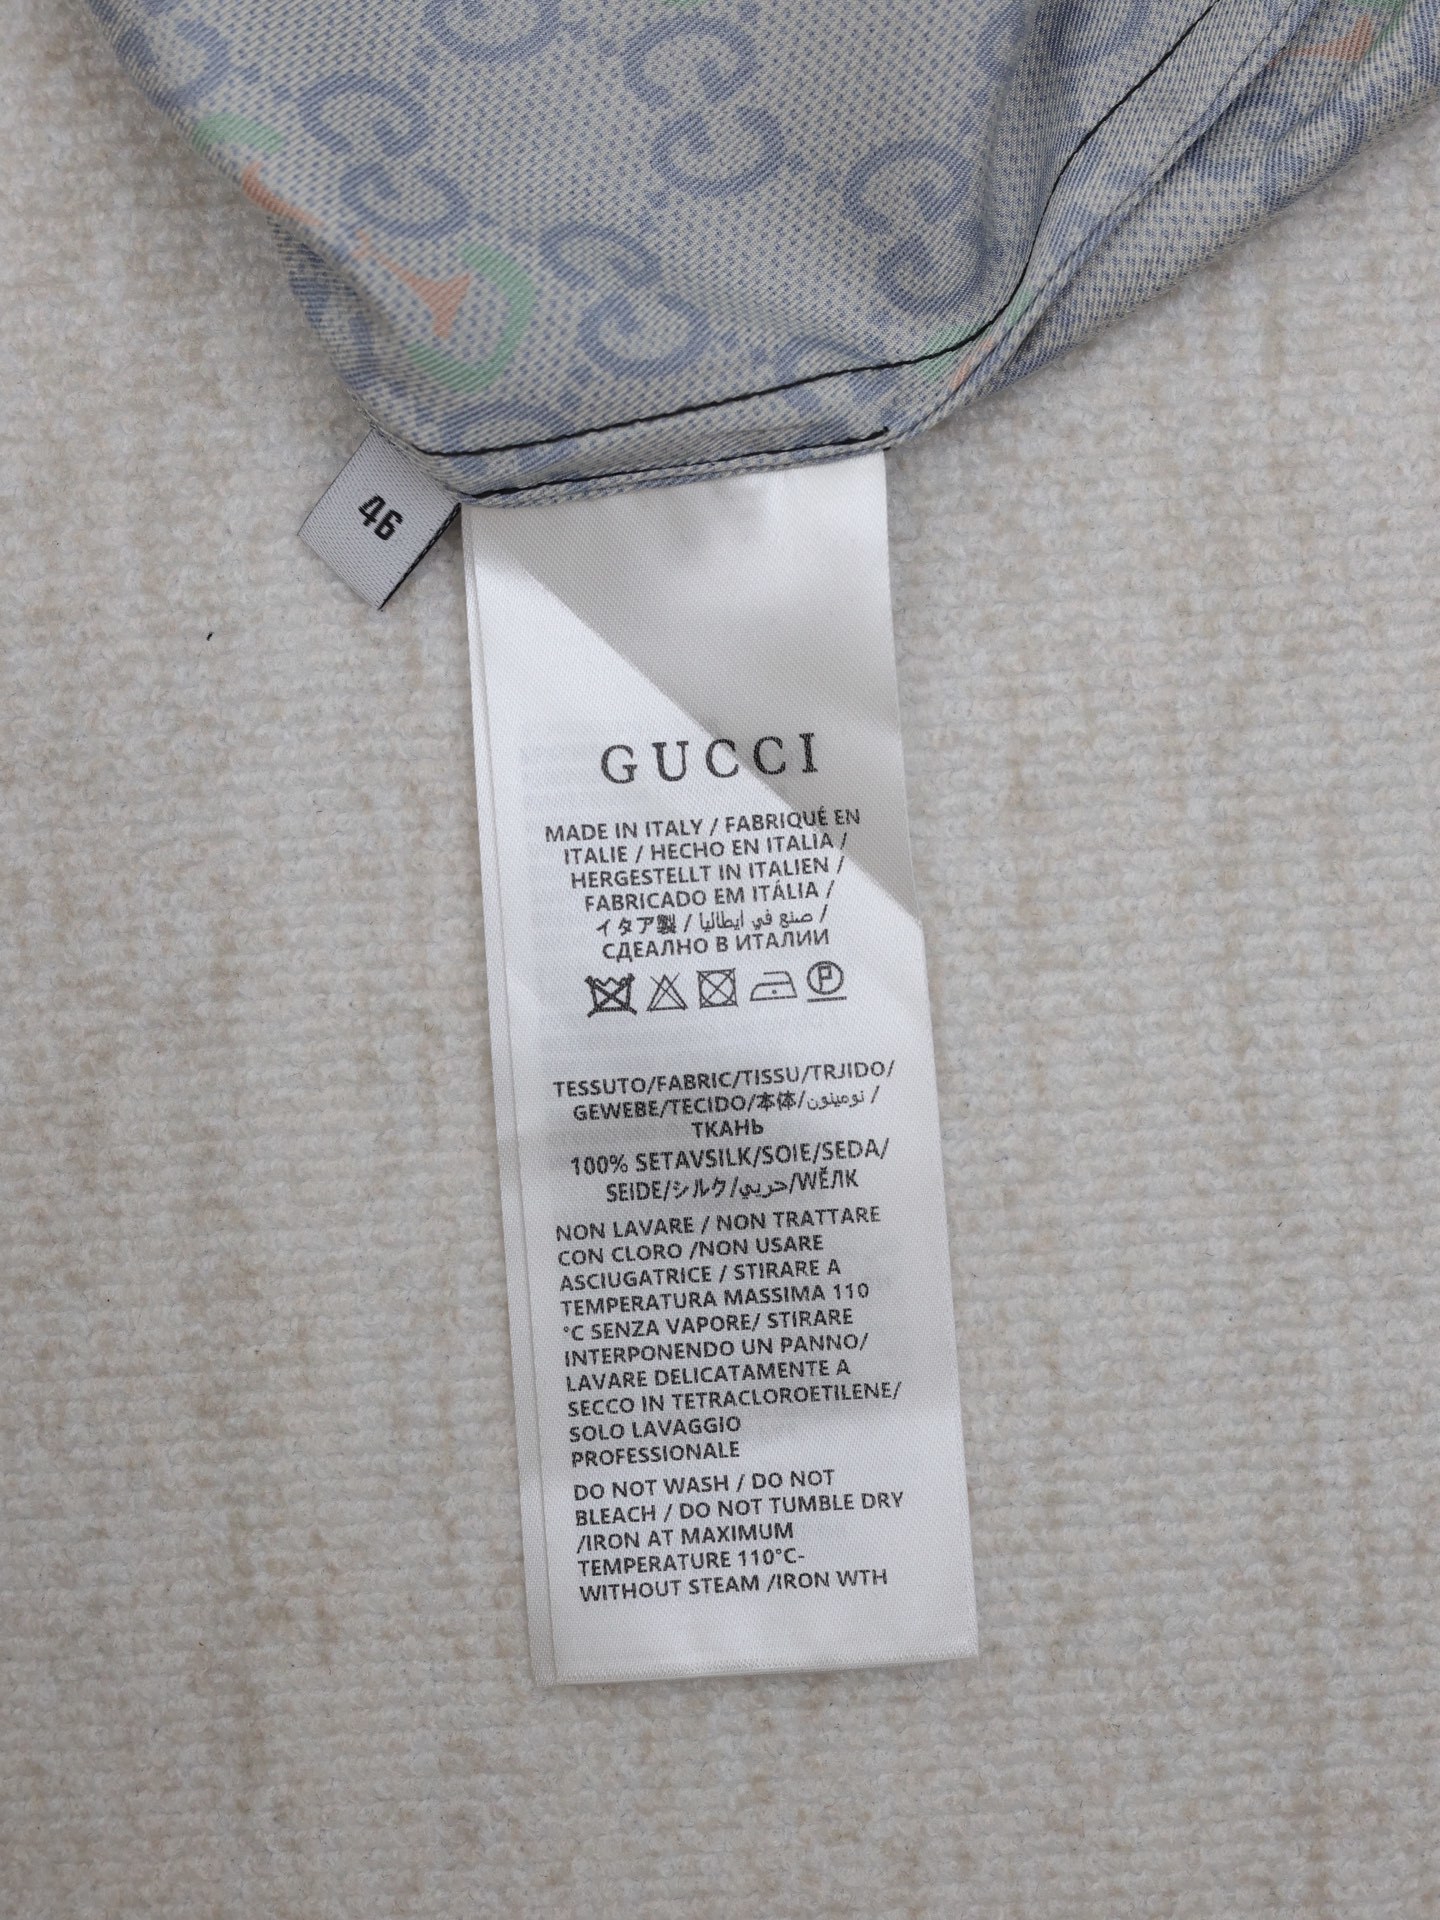 46
GUCCI
MADE IN ITALY / FABRIQUÉ EN
ITALIE / HECHO EN ITALIA /
HERGESTELLT IN ITALIEN /
FABRICADO EM ITÁLIA /
イタア製 / صنع في ايطاليا /
СДЕАЛНО В ИТАЛИИ
P
TESSUTO/FABRIC/TISSU/TRJIDO/
GEWEBE/TECIDO/本体/نومينون /
ТКАНЬ
100% SETAVSILK/SOIE/SEDA/
SEIDE/シルク/حريبي/WĔЛК
NON LAVARE / NON TRATTARE
CON CLORO /NON USARE
ASCIUGATRICE / STIRARE A
TEMPERATURA MASSIMA 110
°C SENZA VAPORE/ STIRARE
INTERPONENDO UN PANNO/
LAVARE DELICATAMENTE A
SECCO IN TETRACLOROETILENE/
SOLO LAVAGGIO
PROFESSIONALE
DO NOT WASH / DO NOT
BLEACH / DO NOT TUMBLE DRY
/IRON AT MAXIMUM
TEMPERATURE 110°C-
WITHOUT STEAM /IRON WTH